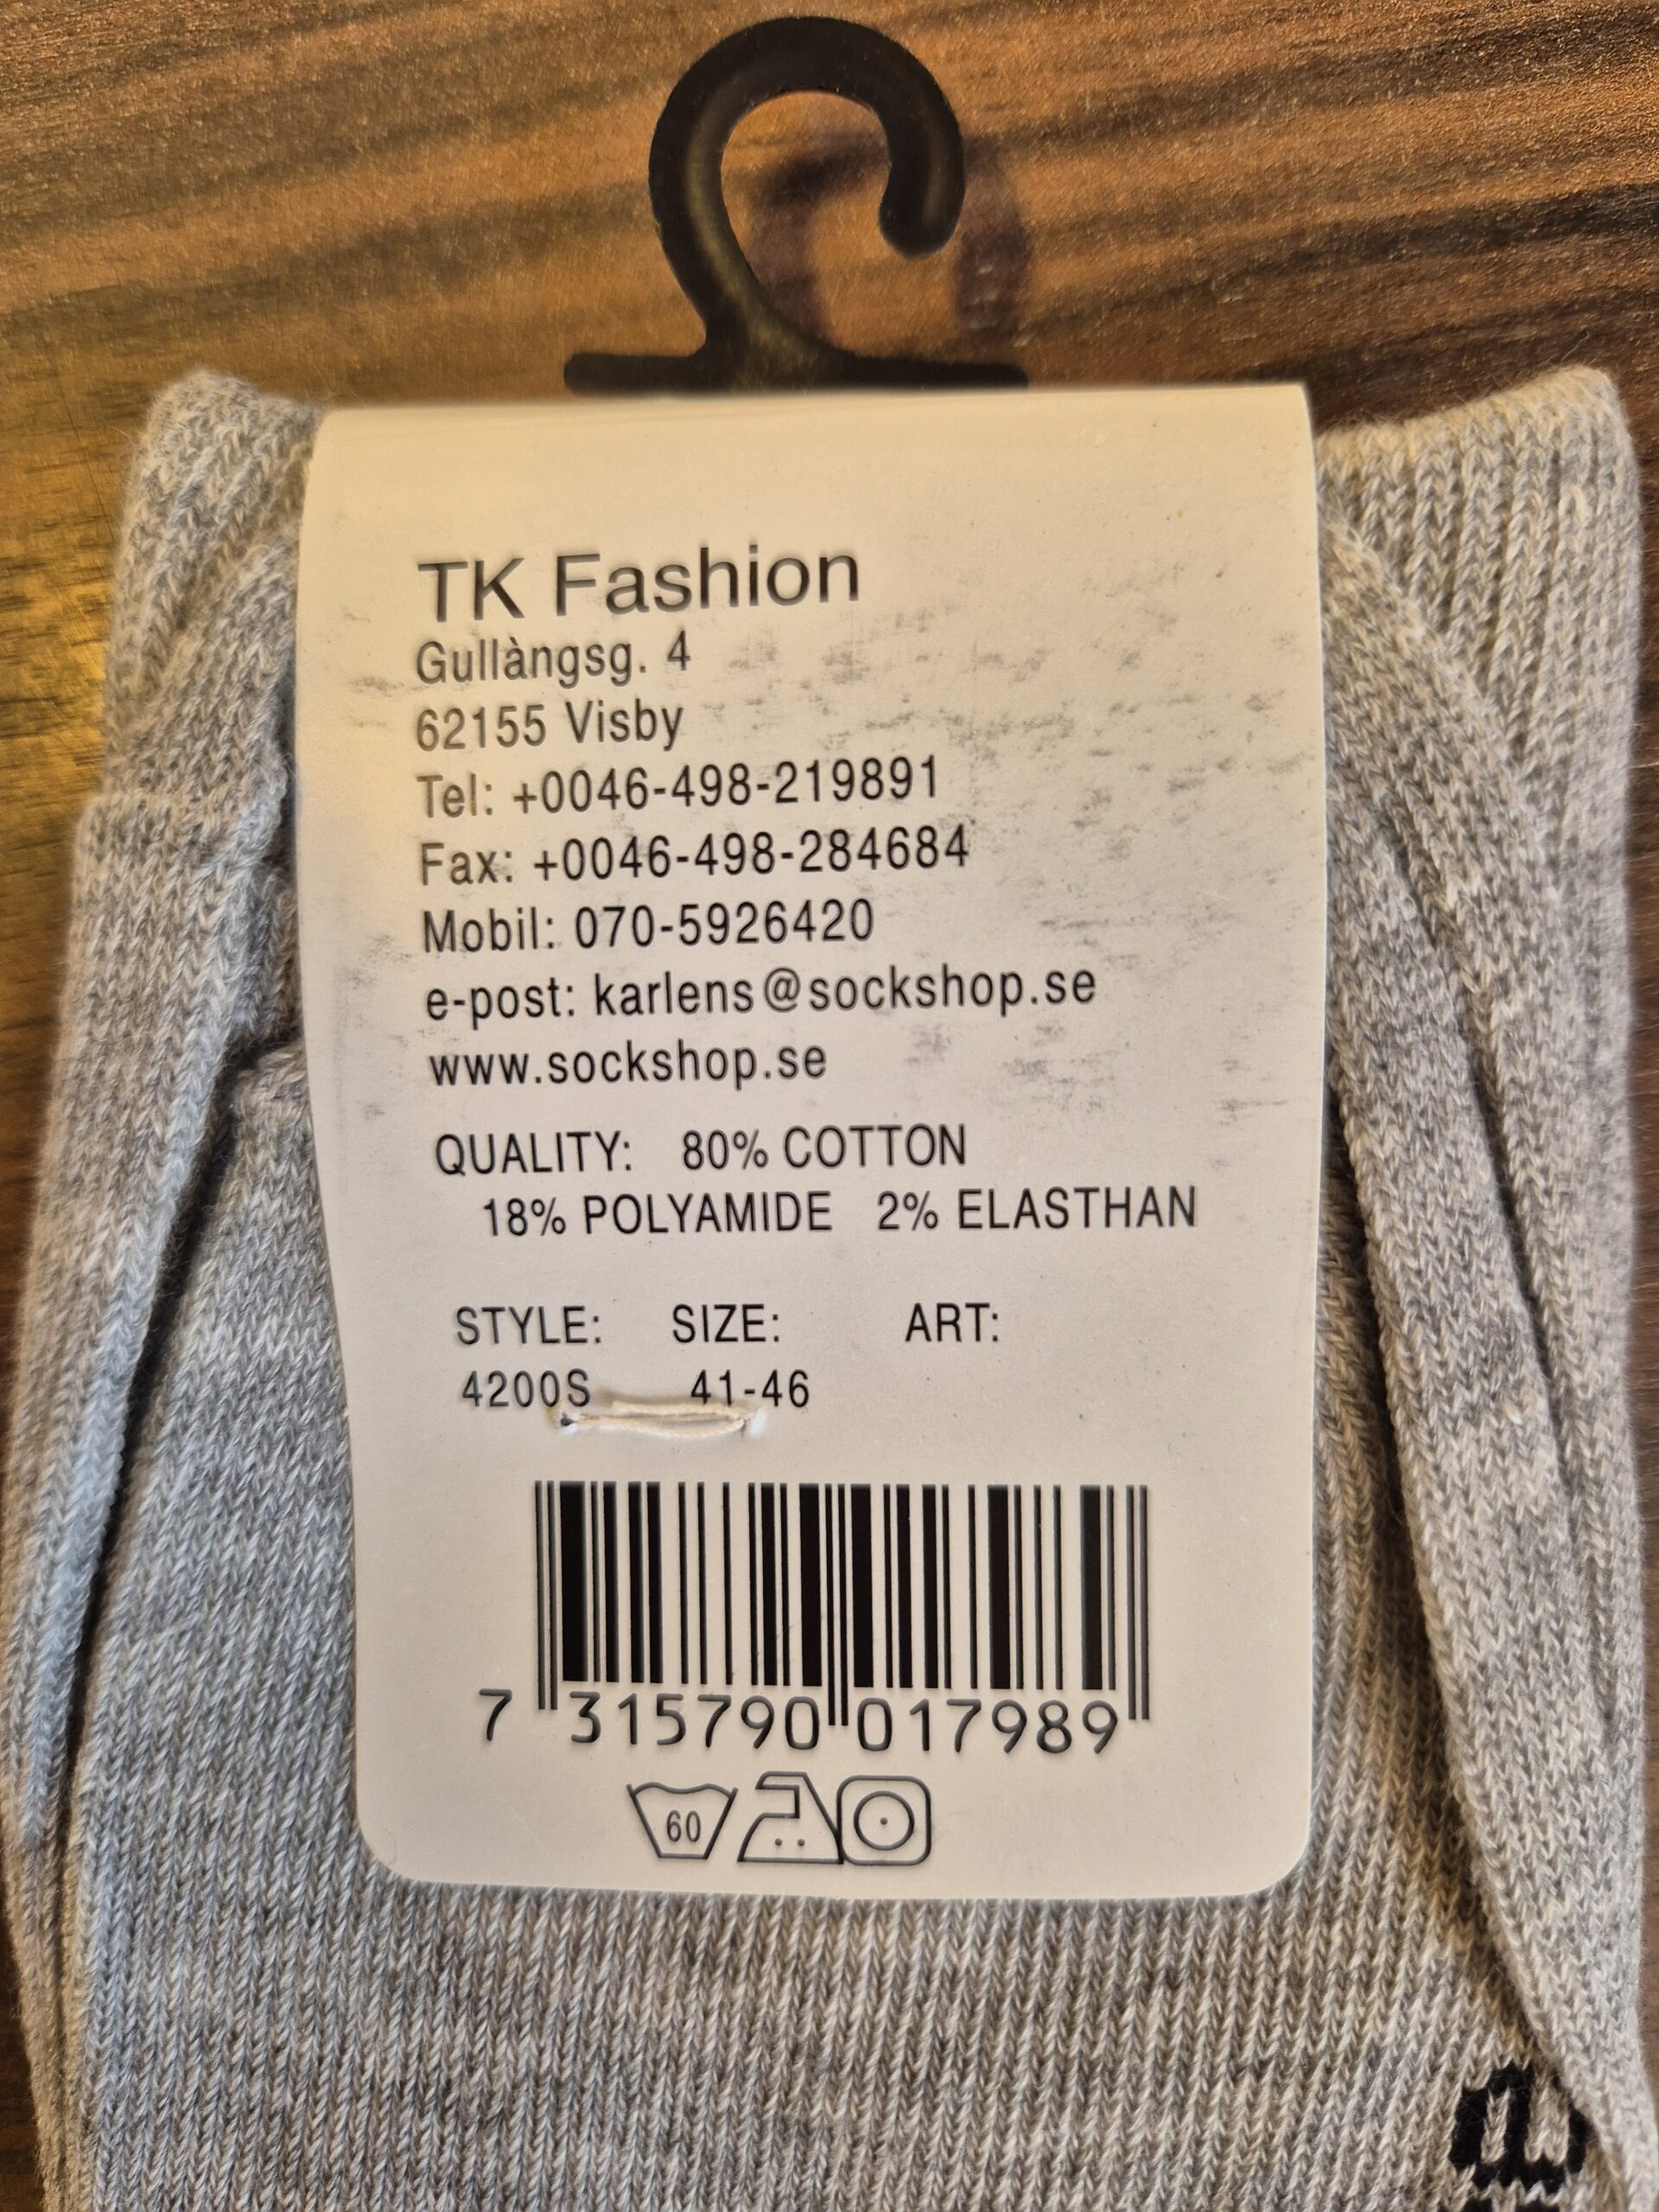 TK Fashion
Gullàngsg. 4
62155 Visby
Tel: +0046-498-219891
Fax: +0046-498-284684
Mobil: 070-5926420
e-post: karlens@sockshop.se
www.sockshop.se
QUALITY: 80% COTTON
18% POLYAMIDE 2% ELASTHAN
STYLE: SIZE: ART:
4200S 41-46
7 315790 017989
60